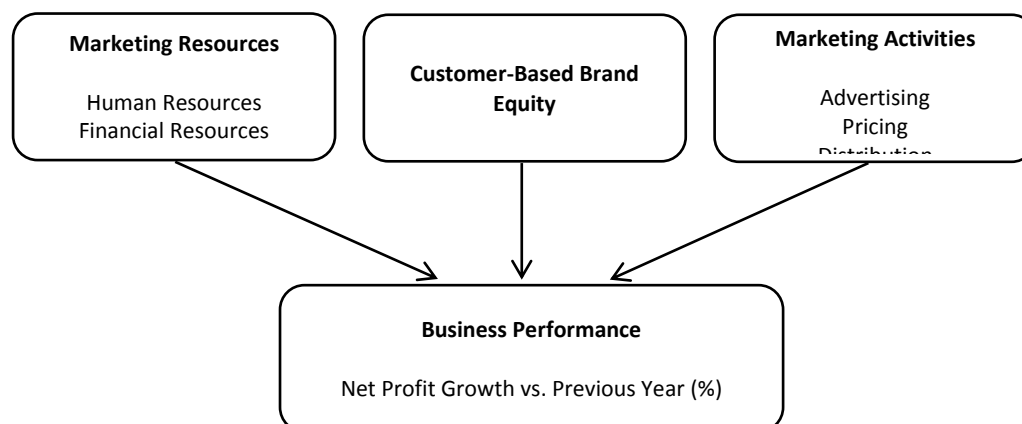 Marketing Resources
Human Resources
Financial Resources
Customer-Based Brand
Equity
Marketing Activities
Advertising
Pricing
Distribution
Business Performance
Net Profit Growth vs. Previous Year (%)